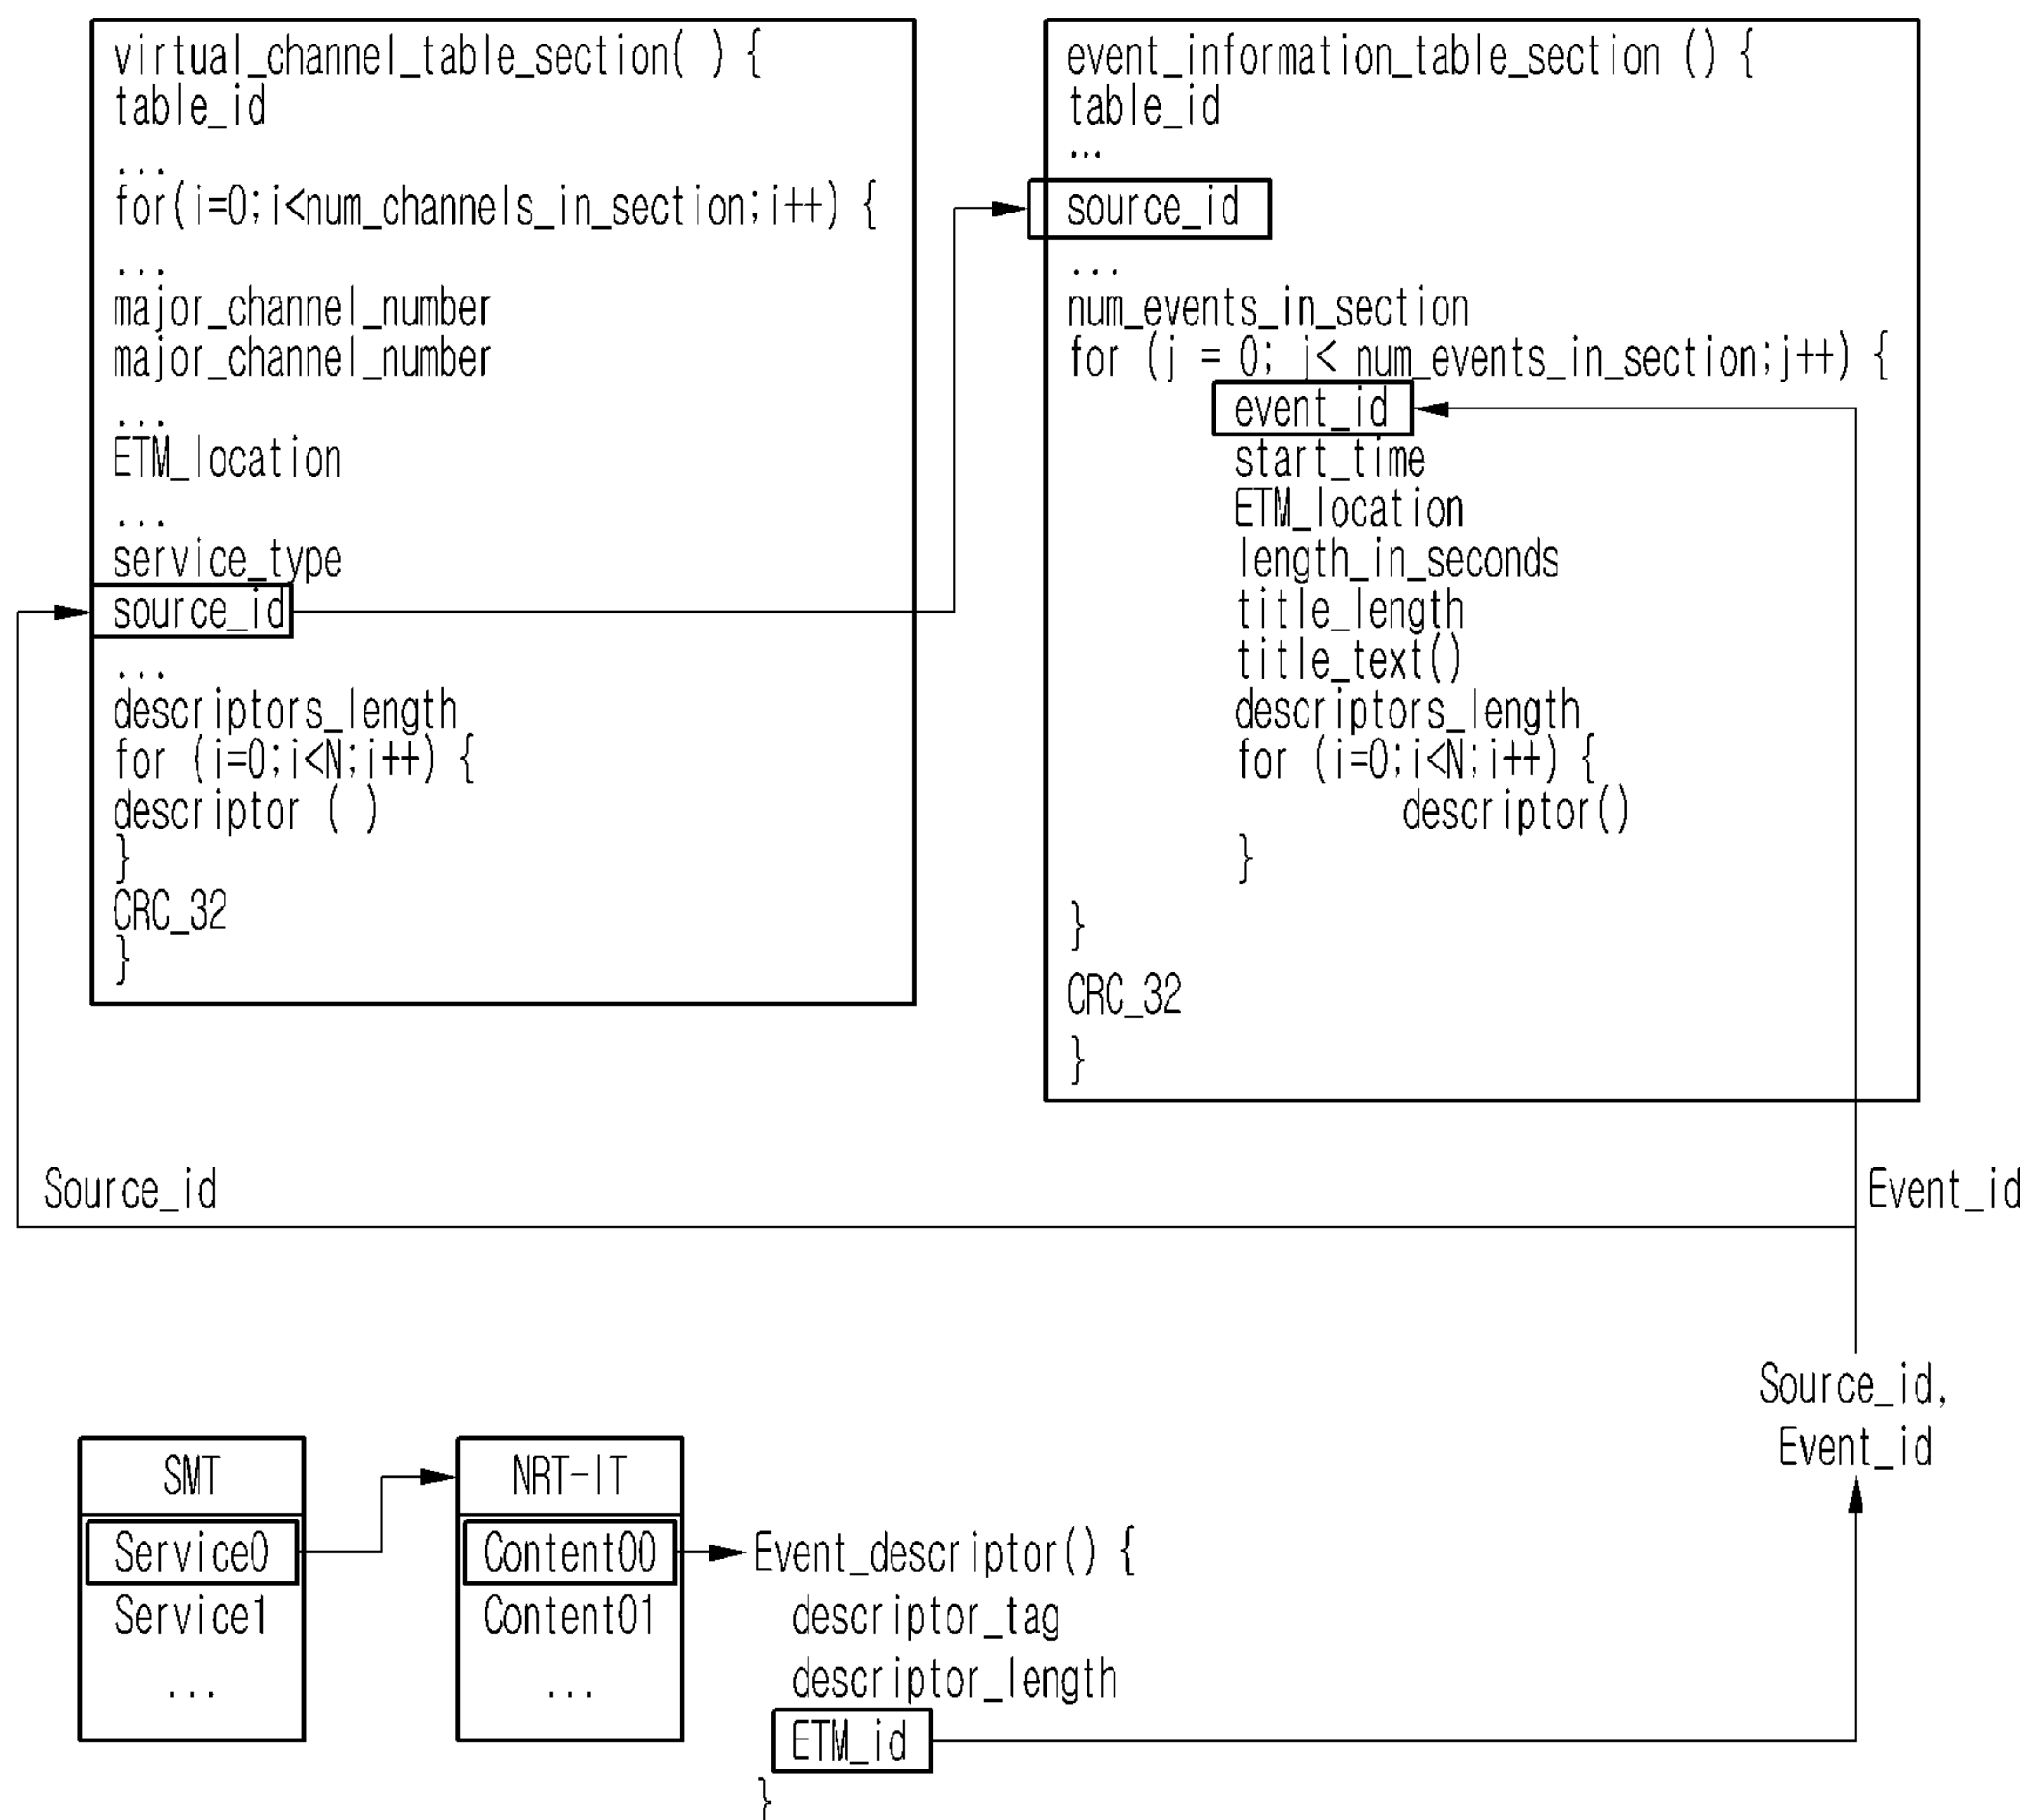 virtual_channel_table_section( ) {
table_id
...
for(i=0;i<num_channels_in_section;i++) {
...
major_channel_number
major_channel_number
...
ETM_location
...
service_type
source_id
...
descriptors_length
for (i=0;i<N;i++) {
descriptor ( )
}
CRC_32
}
event_information_table_section () {
table_id
...
source_id
...
num_events_in_section
for (j = 0; j< num_events_in_section;j++) {
event_id
start_time
ETM_location
length_in_seconds
title_length
title_text()
descriptors_length
for (i=0;i<N;i++) {
descriptor()
}
}
CRC_32
}
Source_id
Event_id
Source_id,
Event_id
SMT
Service0
Service1
...
NRT-IT
Content00
Content01
...
Event_descriptor() {
descriptor_tag
descriptor_length
ETM_id
}